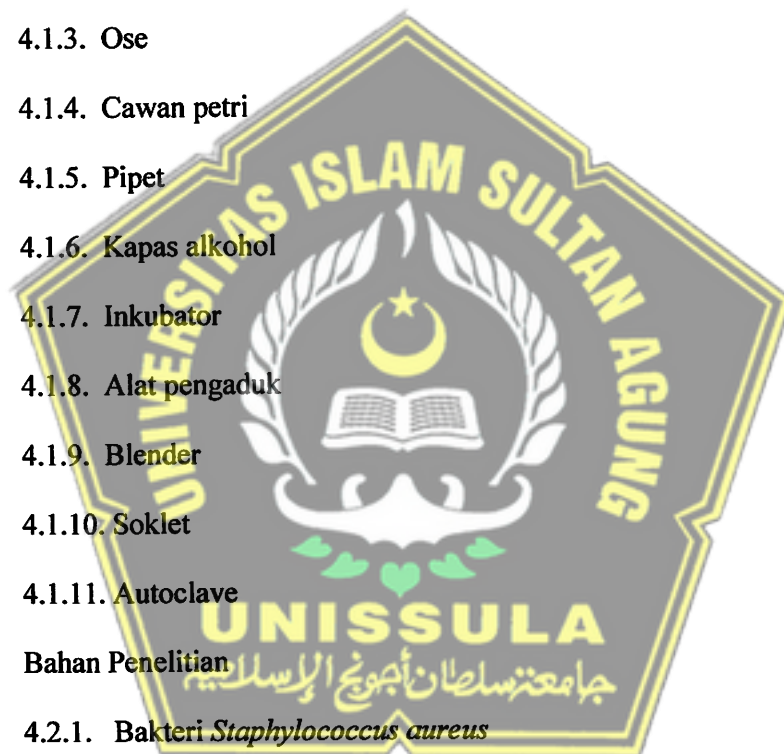 4.1.3. Ose
4.1.4. Cawan petri
4.1.5. Pipet
4.1.6. Kapas alkohol
4.1.7. Inkubator
4.1.8. Alat pengaduk
4.1.9. Blender
4.1.10. Soklet
4.1.11. Autoclave
Bahan Penelitian
4.2.1. Bakteri Staphylococcus aureus
UNIVERSITAS ISLAM SULTAN AGUNG
UNISSULA
جامعة سلطان أجونج الإسلامية